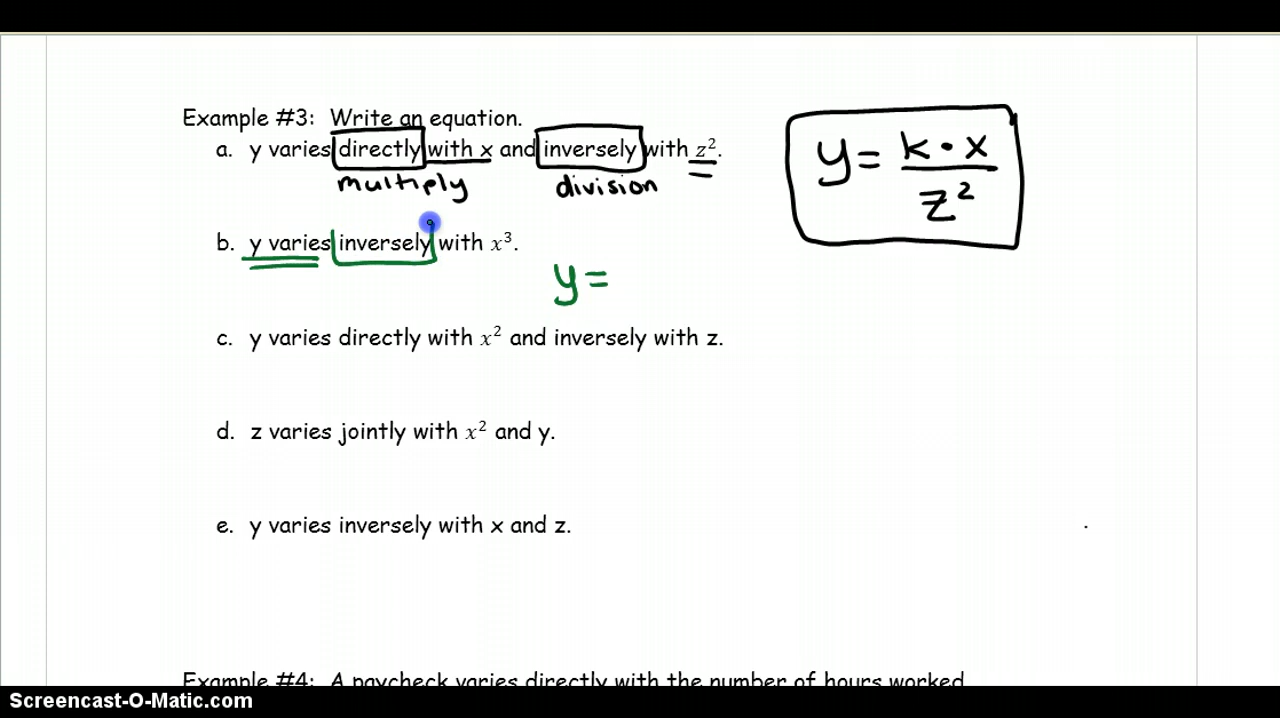 Example #3: Write an equation.
a. y varies directly with x and inversely with z².
multiply division
y = k • x / z²
b. y varies inversely with x³.
y =
c. y varies directly with x² and inversely with z.
d. z varies jointly with x² and y.
e. y varies inversely with x and z.
Example #4: A paycheck varies directly with the number of hours worked
Screencast-O-Matic.com